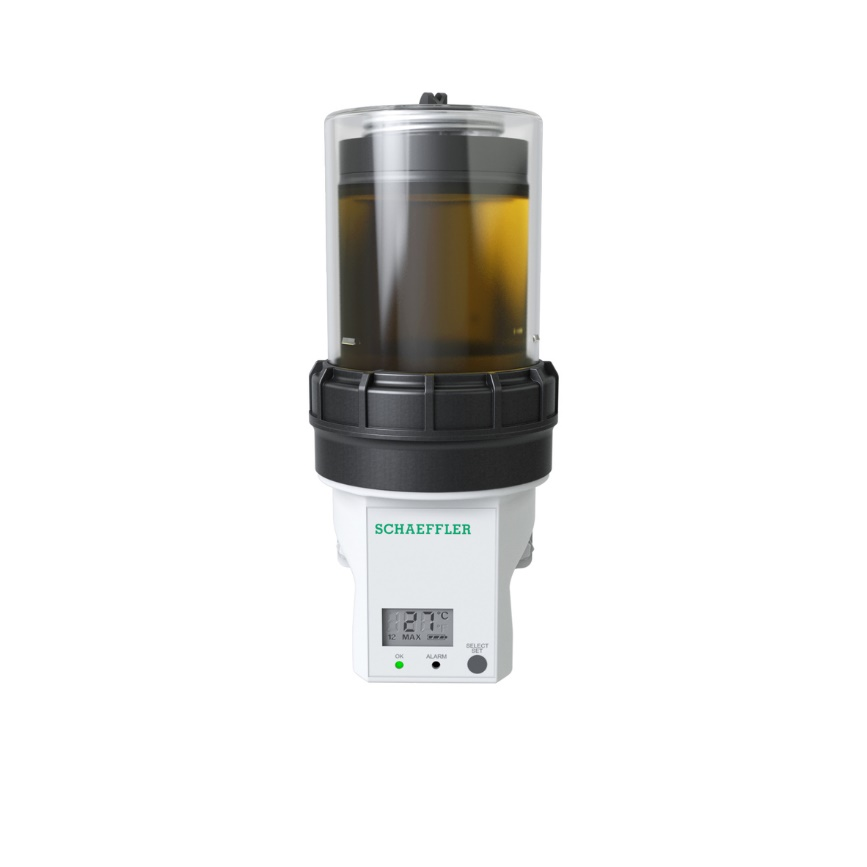 SCHAEFFLER
27°C
12 MAX
OK ALARM SELECT
SET